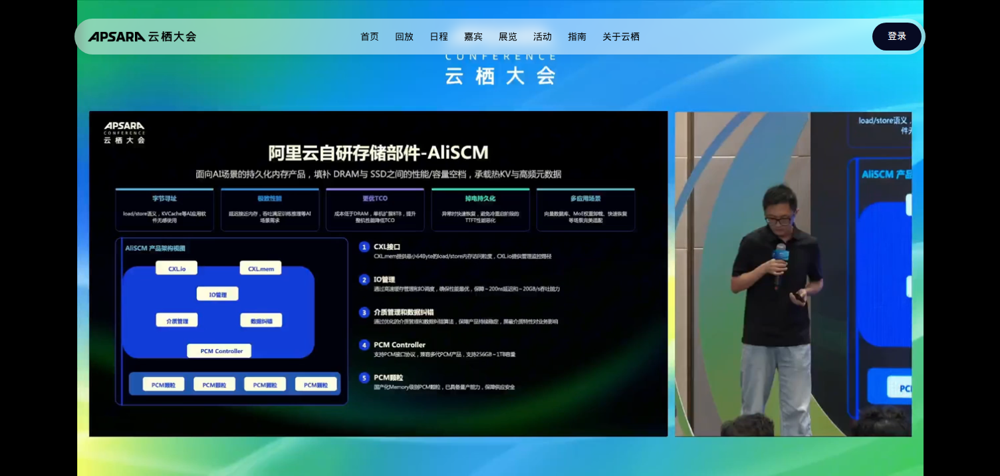 APSARA 云栖大会
首页 回放 日程 嘉宾 展览 活动 指南 关于云栖
登录
CONFERENCE
云栖大会
APSARA
CONFERENCE
云栖大会
阿里云自研存储部件-AliSCM
面向AI场景的持久化内存产品，填补 DRAM与 SSD之间的性能/容量空档，承载热KV与高频元数据
字节寻址
load/store语义，KVCache等AI应用软
件无感使用
极致性能
延迟接近内存，吞吐满足训练推理等AI
场景需求
更优TCO
成本低于DRAM，单机扩展8TB，提升
整机性能降低TCO
掉电持久化
异常时快速恢复，避免冷重启阶段的
TTFT性能恶化
多应用场景
向量数据库、MoE权重卸载、快速恢复
等场景完美适配
AliSCM 产品架构视图
CXL.io
CXL.mem
IO管理
介质管理
数据纠错
PCM Controller
PCM颗粒
PCM颗粒
PCM颗粒
PCM颗粒
1 CXL接口
CXL.mem提供最小64Byte的load/store内存访问粒度，CXL.io提供管理监控路径
2 IO管理
通过高速缓存管理和IO调度，确保性能最优，保障～200ns延迟和～20GB/s吞吐能力
3 介质管理和数据纠错
通过优化的介质管理和数据纠错算法，保障产品持续稳定，屏蔽介质特性对业务影响
4 PCM Controller
支持PCM接口协议，兼容多代PCM产品，支持256GB～1TB容量
5 PCM颗粒
国产化Memory级别PCM颗粒，已具备量产能力，保障供应安全
load/store语义，
件无
AliSCM 产品
PC